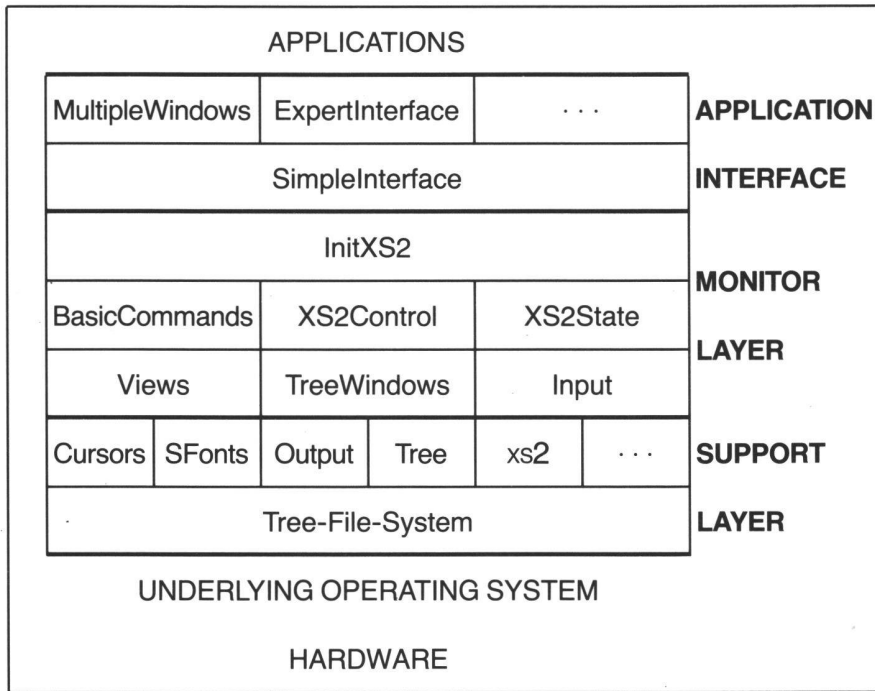 APPLICATIONS
MultipleWindows ExpertInterface ... APPLICATION
SimpleInterface INTERFACE
InitXS2
MONITOR
BasicCommands XS2Control XS2State
LAYER
Views TreeWindows Input
Cursors SFonts Output Tree xs2 ... SUPPORT
Tree-File-System LAYER
UNDERLYING OPERATING SYSTEM
HARDWARE